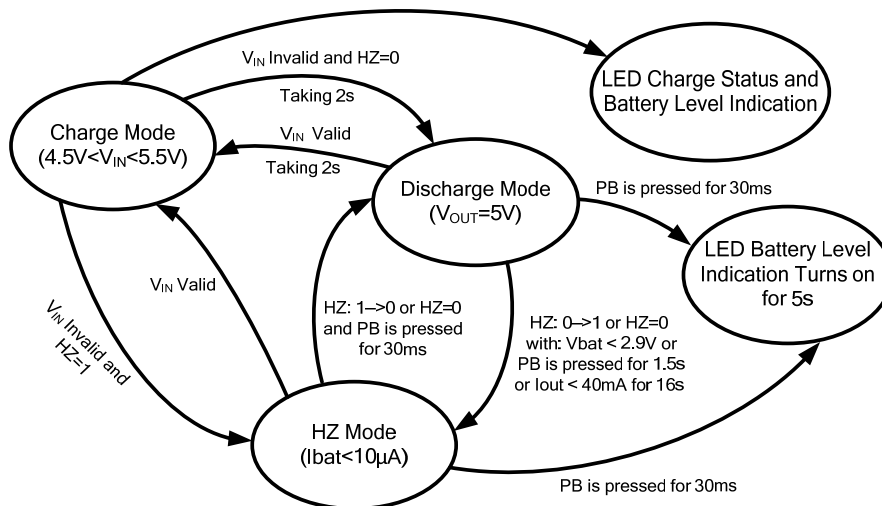 V_IN Invalid and HZ=0
Taking 2s
V_IN Valid
Taking 2s
LED Charge Status and
Battery Level Indication
Charge Mode
(4.5V<V_IN<5.5V)
Discharge Mode
(V_OUT=5V)
PB is pressed for 30ms
LED Battery Level
Indication Turns on
for 5s
V_IN Valid
V_IN Invalid and
HZ=1
HZ: 1-->0 or HZ=0
and PB is pressed
for 30ms
HZ: 0-->1 or HZ=0
with: Vbat < 2.9V or
PB is pressed for 1.5s
or Iout < 40mA for 16s
HZ Mode
(Ibat<10µA)
PB is pressed for 30ms